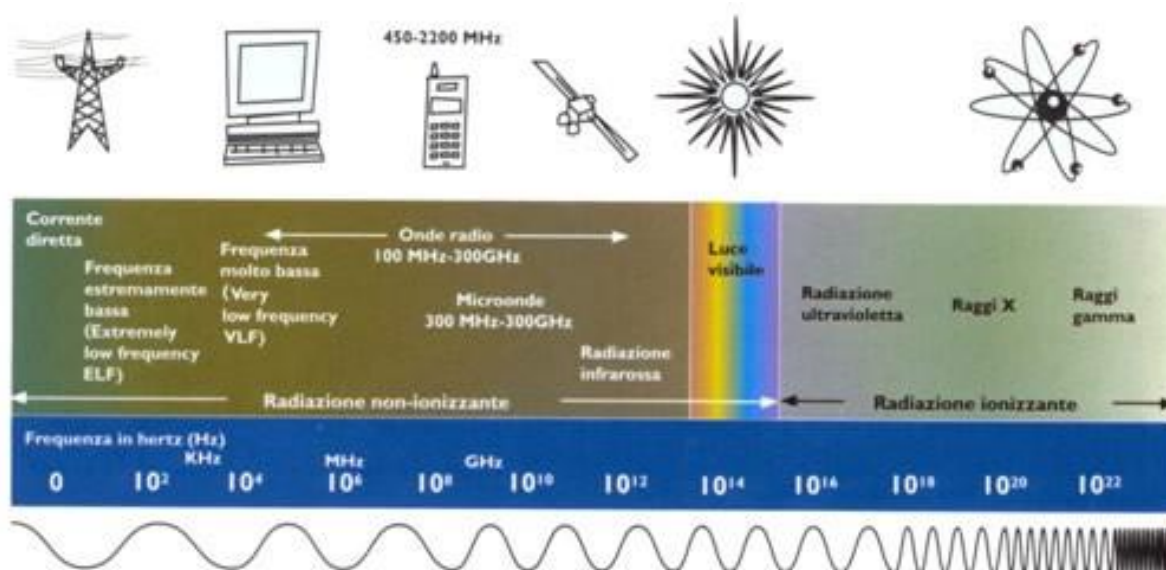 450-2200 MHz
Corrente
diretta
Frequenza
estremamente
bassa
(Extremely
low frequency
ELF)
Frequenza
molto bassa
(Very
low frequency
VLF)
Onde radio
100 MHz-300GHz
Microonde
300 MHz-300GHz
Radiazione
infrarossa
Luce
visibile
Radiazione
ultravioletta
Raggi X
Raggi
gamma
Radiazione non-ionizzante
Radiazione ionizzante
Frequenza in hertz (Hz)
KHz MHz GHz
0 10² 10⁴ 10⁶ 10⁸ 10¹⁰ 10¹² 10¹⁴ 10¹⁶ 10¹⁸ 10²⁰ 10²²